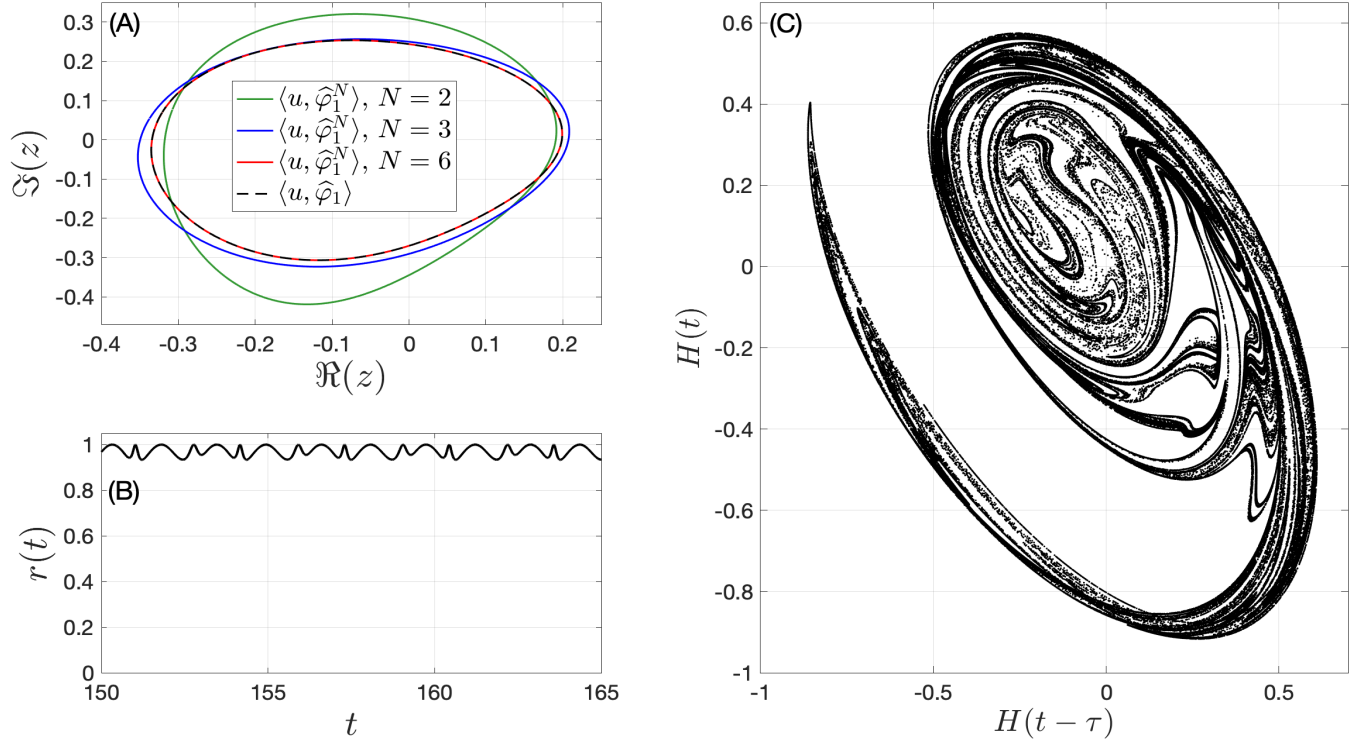 (A)
0.3
0.2
0.1
0
-0.1
-0.2
-0.3
-0.4
ℑ(z)
⟨u, φ̂₁ᴺ⟩, N = 2
⟨u, φ̂₁ᴺ⟩, N = 3
⟨u, φ̂₁ᴺ⟩, N = 6
⟨u, φ̂₁⟩
-0.4 -0.3 -0.2 -0.1 0 0.1 0.2
ℜ(z)
(B)
1
0.8
0.6
0.4
0.2
0
r(t)
150 155 160 165
t
(C)
0.6
0.4
0.2
0
-0.2
-0.4
-0.6
-0.8
-1
H(t)
-1 -0.5 0 0.5
H(t − τ)